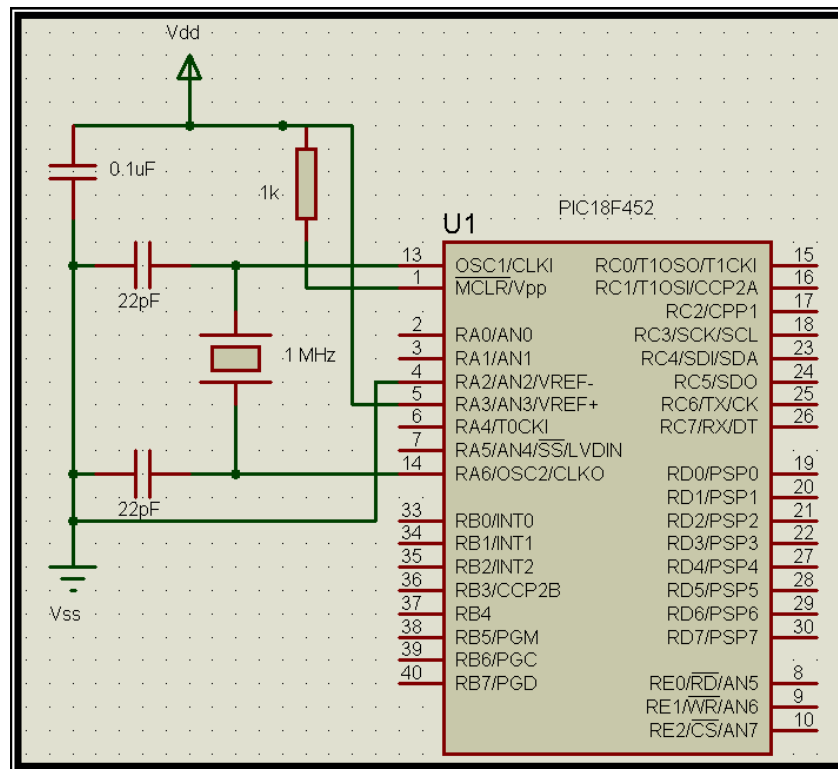 Vdd
0.1uF
1k
PIC18F452
U1
22pF
1 MHz
22pF
Vss
13 OSC1/CLKI
1 MCLR/Vpp
2 RA0/AN0
3 RA1/AN1
4 RA2/AN2/VREF-
5 RA3/AN3/VREF+
6 RA4/T0CKI
7 RA5/AN4/SS/LVDIN
14 RA6/OSC2/CLKO
33 RB0/INT0
34 RB1/INT1
35 RB2/INT2
36 RB3/CCP2B
37 RB4
38 RB5/PGM
39 RB6/PGC
40 RB7/PGD
RC0/T1OSO/T1CKI 15
RC1/T1OSI/CCP2A 16
RC2/CPP1 17
RC3/SCK/SCL 18
RC4/SDI/SDA 23
RC5/SDO 24
RC6/TX/CK 25
RC7/RX/DT 26
RD0/PSP0 19
RD1/PSP1 20
RD2/PSP2 21
RD3/PSP3 22
RD4/PSP4 27
RD5/PSP5 28
RD6/PSP6 29
RD7/PSP7 30
RE0/RD/AN5 8
RE1/WR/AN6 9
RE2/CS/AN7 10